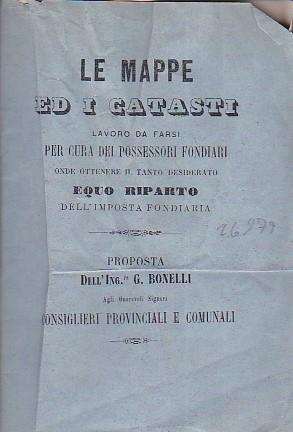 LE MAPPE
ED I CATASTI
LAVORO DA FARSI
PER CURA DEI POSSESSORI FONDIARI
ONDE OTTENERE IL TANTO DESIDERATO
EQUO RIPARTO
DELL'IMPOSTA FONDIARIA
26979
PROPOSTA
DELL'ING.re G. BONELLI
Agli Onorevoli Signori
CONSIGLIERI PROVINCIALI E COMUNALI